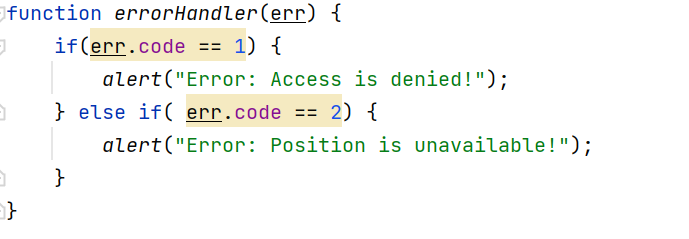 function errorHandler(err) {
    if(err.code == 1) {
        alert("Error: Access is denied!");
    } else if( err.code == 2) {
        alert("Error: Position is unavailable!");
    }
}